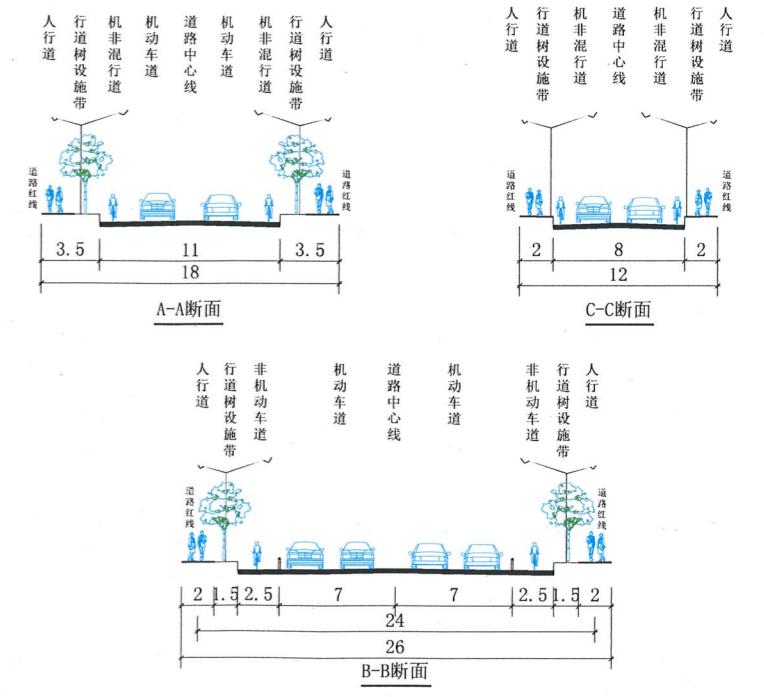 人行道
行道树设施带
机非混行道
机动车道
道路中心线
机动车道
机非混行道
行道树设施带
人行道
道路红线
道路红线
3.5
11
3.5
18
A-A断面
人行道
行道树设施带
机非混行道
道路中心线
机非混行道
行道树设施带
人行道
道路红线
道路红线
2
8
2
12
C-C断面
人行道
行道树设施带
非机动车道
机动车道
道路中心线
机动车道
非机动车道
行道树设施带
人行道
道路红线
道路红线
2
1.5
2.5
7
7
2.5
1.5
2
24
26
B-B断面